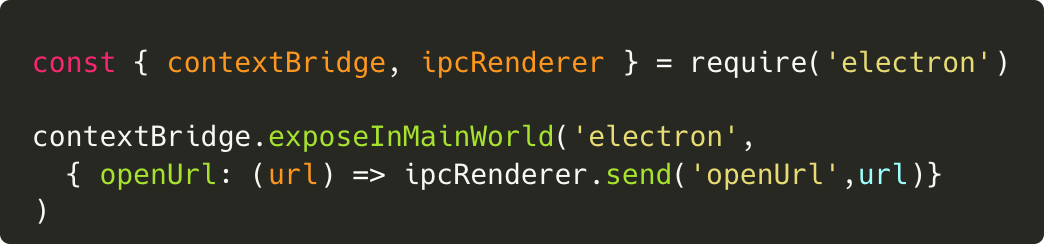 const { contextBridge, ipcRenderer } = require('electron')
contextBridge.exposeInMainWorld('electron',
{ openUrl: (url) => ipcRenderer.send('openUrl',url)}
)